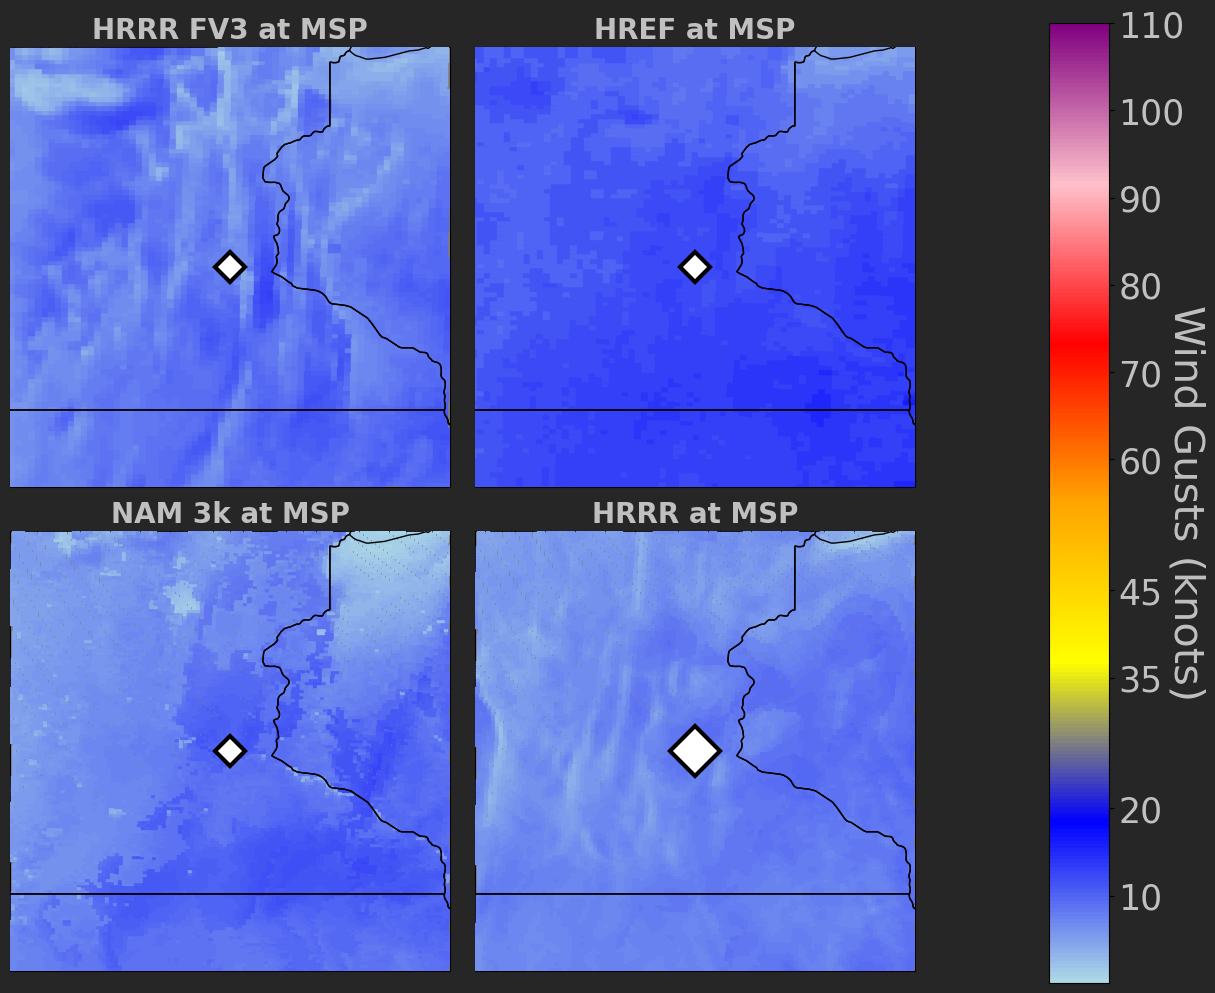 HRRR FV3 at MSP
HREF at MSP
NAM 3k at MSP
HRRR at MSP
110
100
90
80
70
60
45
35
20
10
Wind Gusts (knots)